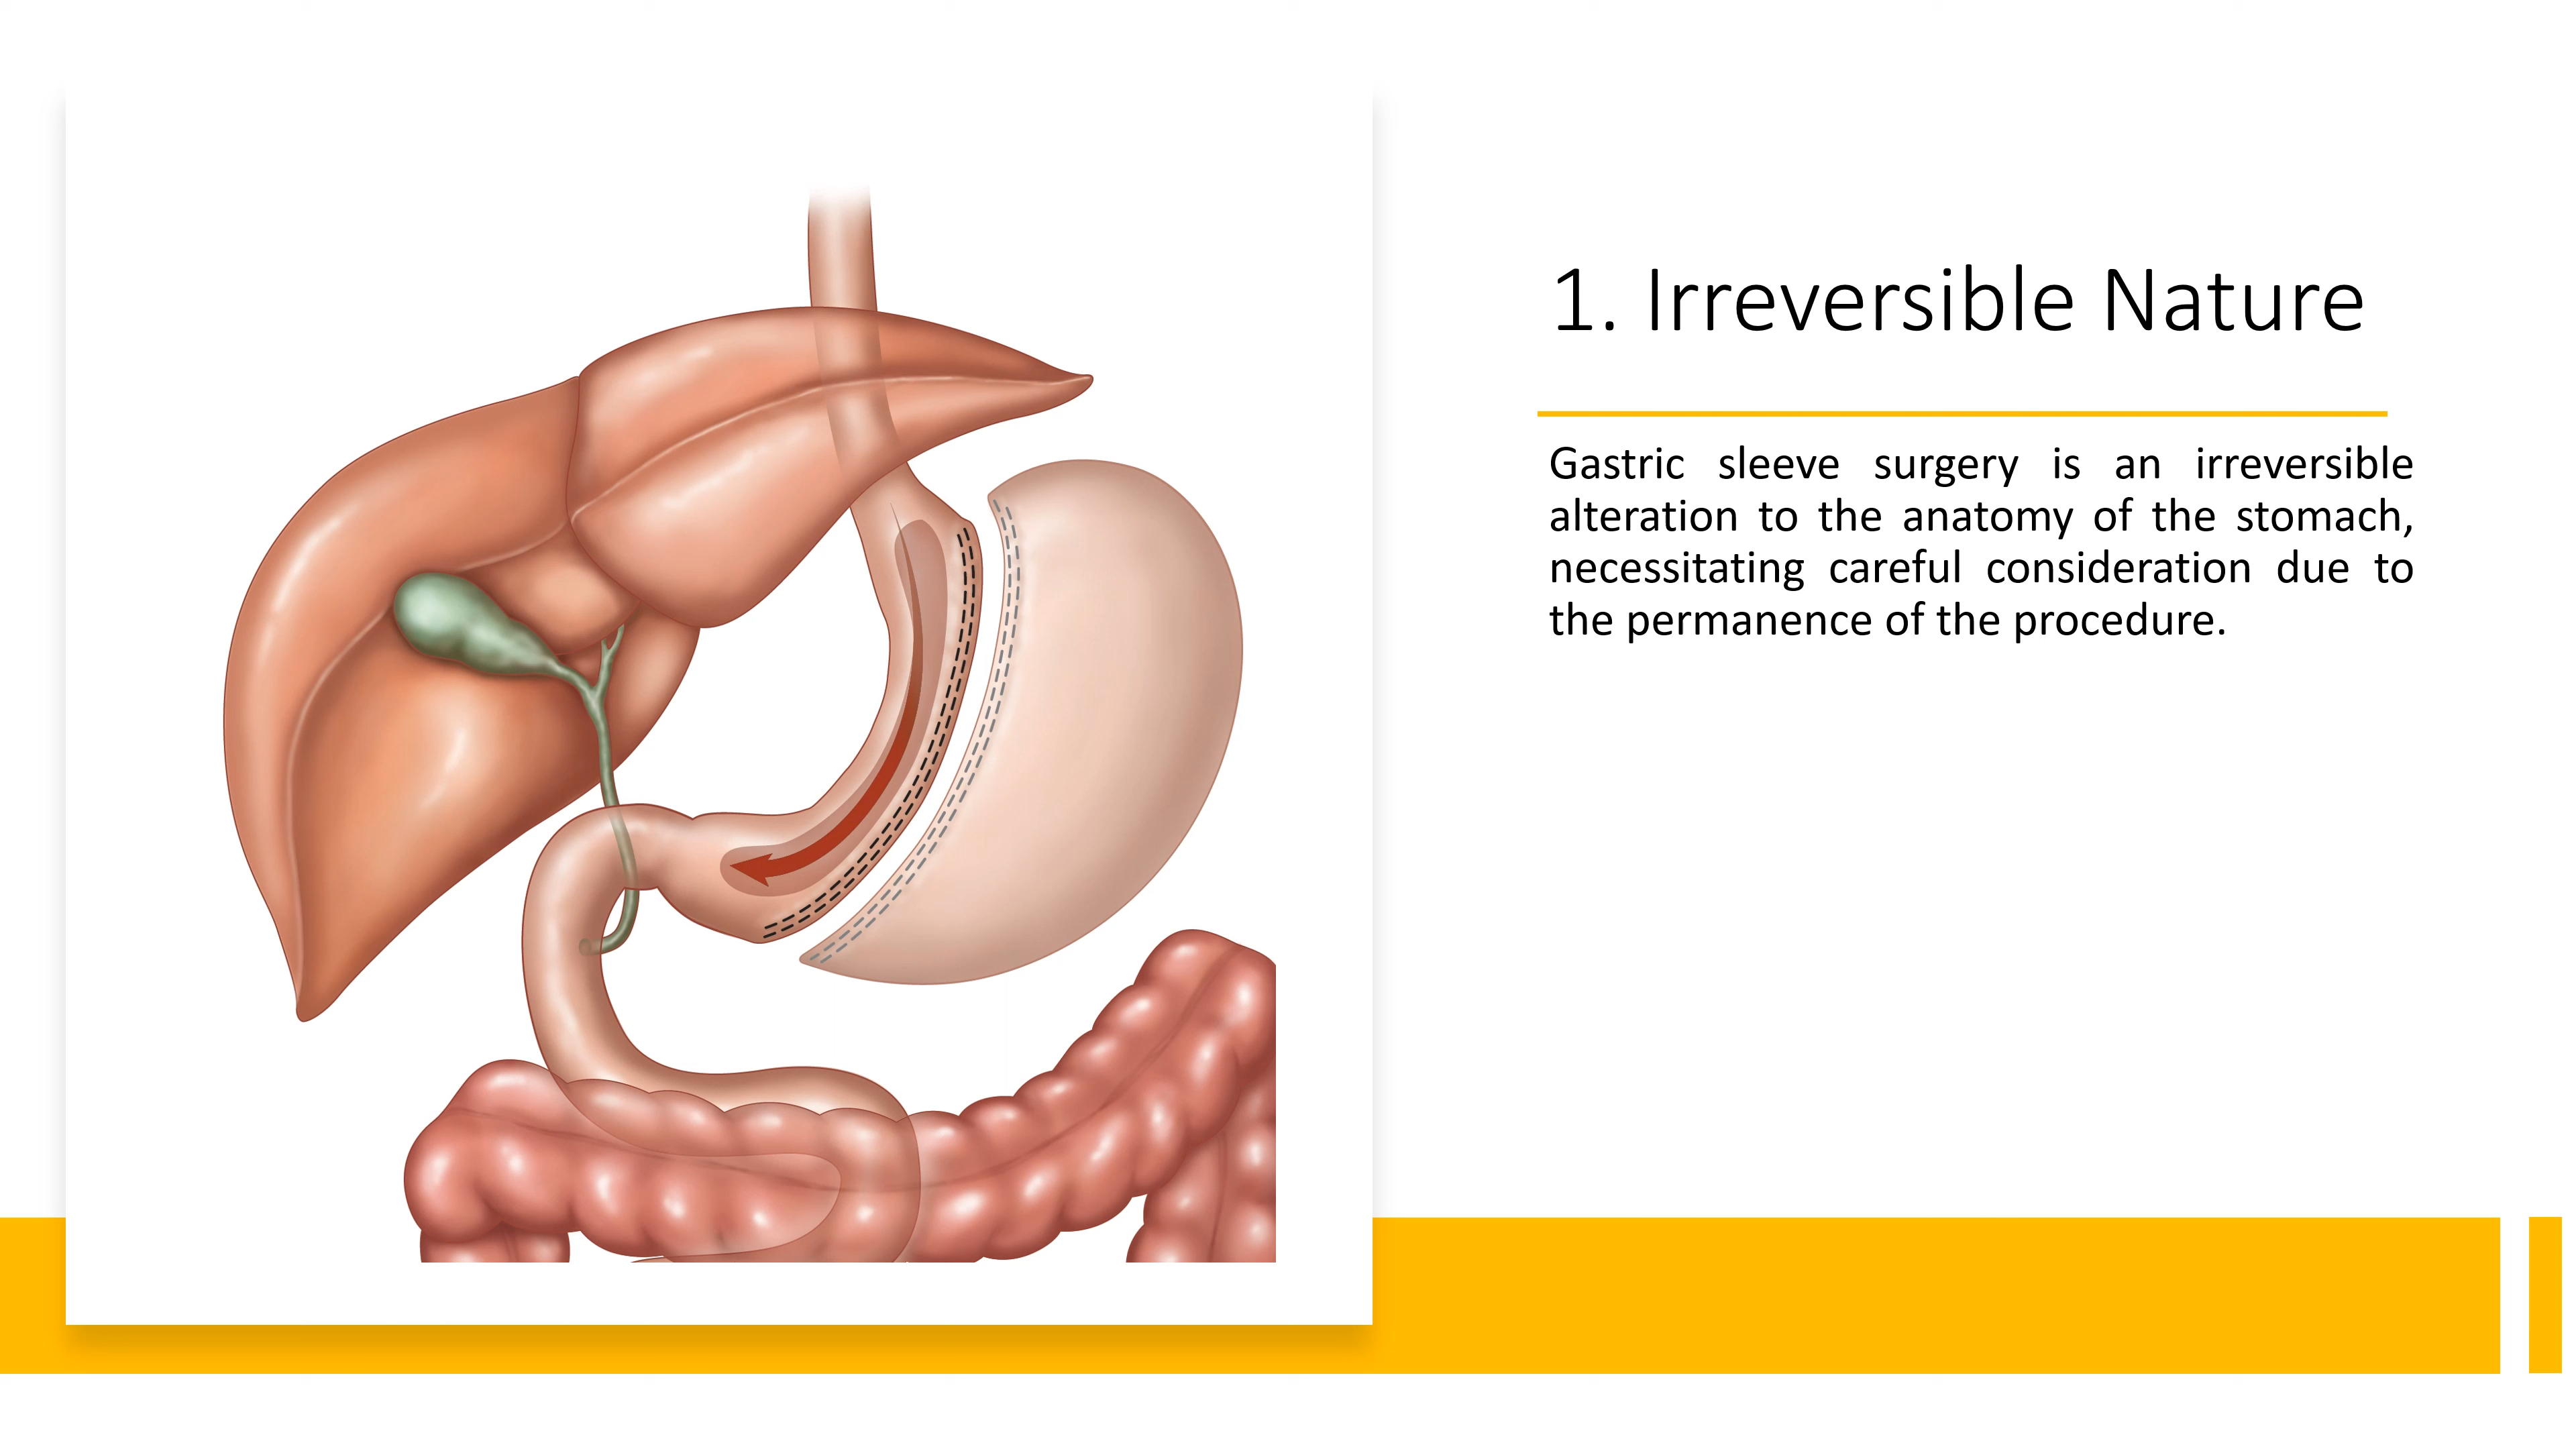 1. Irreversible Nature
Gastric sleeve surgery is an irreversible
alteration to the anatomy of the stomach,
necessitating careful consideration due to
the permanence of the procedure.